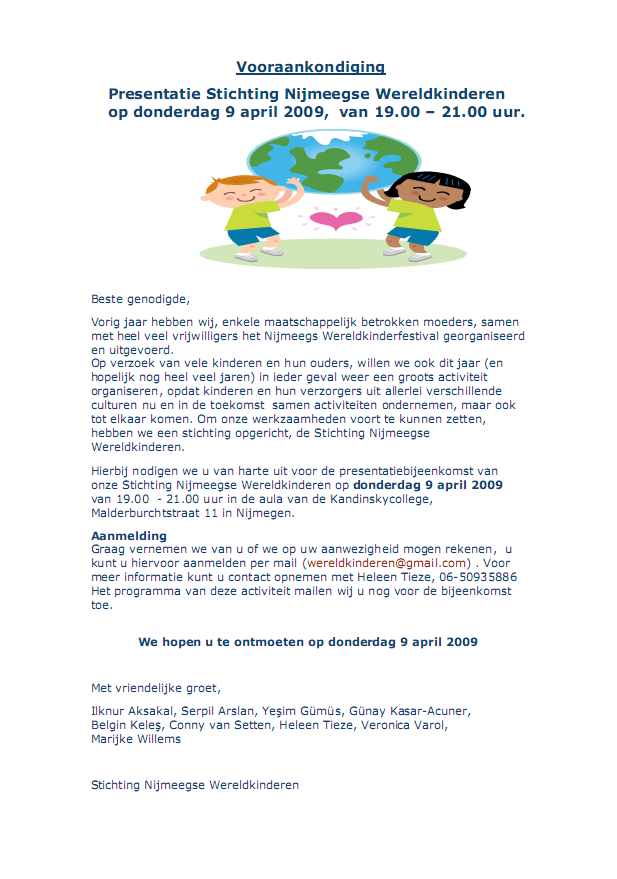 Vooraankondiging
Presentatie Stichting Nijmeegse Wereldkinderen
op donderdag 9 april 2009,  van 19.00 – 21.00 uur.
Beste genodigde,
Vorig jaar hebben wij, enkele maatschappelijk betrokken moeders, samen
met heel veel vrijwilligers het Nijmeegs Wereldkinderfestival georganiseerd
en uitgevoerd.
Op verzoek van vele kinderen en hun ouders, willen we ook dit jaar (en
hopelijk nog heel veel jaren) in ieder geval weer een groots activiteit
organiseren, opdat kinderen en hun verzorgers uit allerlei verschillende
culturen nu en in de toekomst  samen activiteiten ondernemen, maar ook
tot elkaar komen. Om onze werkzaamheden voort te kunnen zetten,
hebben we een stichting opgericht, de Stichting Nijmeegse
Wereldkinderen.
Hierbij nodigen we u van harte uit voor de presentatiebijeenkomst van
onze Stichting Nijmeegse Wereldkinderen op donderdag 9 april 2009
van 19.00  - 21.00 uur in de aula van de Kandinskycollege,
Malderburchtstraat 11 in Nijmegen.
Aanmelding
Graag vernemen we van u of we op uw aanwezigheid mogen rekenen,  u
kunt u hiervoor aanmelden per mail (wereldkinderen@gmail.com) . Voor
meer informatie kunt u contact opnemen met Heleen Tieze, 06-50935886
Het programma van deze activiteit mailen wij u nog voor de bijeenkomst
toe.
We hopen u te ontmoeten op donderdag 9 april 2009
Met vriendelijke groet,
Ilknur Aksakal, Serpil Arslan, Yeşim Gümüs, Günay Kasar-Acuner,
Belgin Keleş, Conny van Setten, Heleen Tieze, Veronica Varol,
Marijke Willems
Stichting Nijmeegse Wereldkinderen